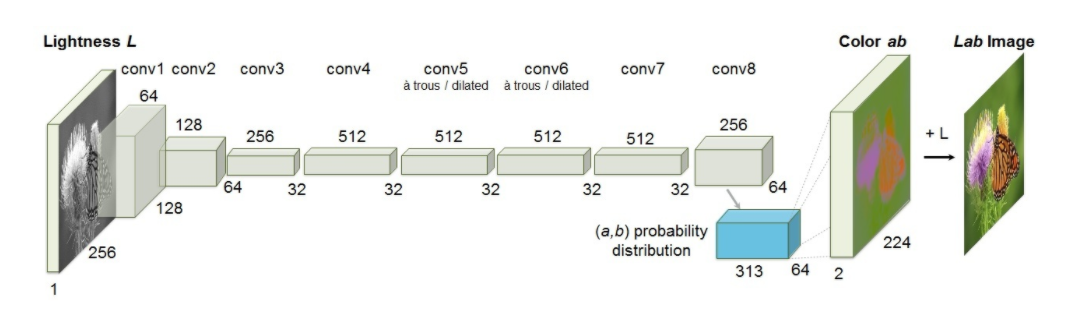 Lightness L
Color ab
Lab Image
conv1 conv2 conv3 conv4 conv5 conv6 conv7 conv8
à trous / dilated
à trous / dilated
64
128
256
512
512
512
512
256
+ L
64
32
32
32
32
32
64
128
256
(a,b) probability
distribution
224
313
64
2
1